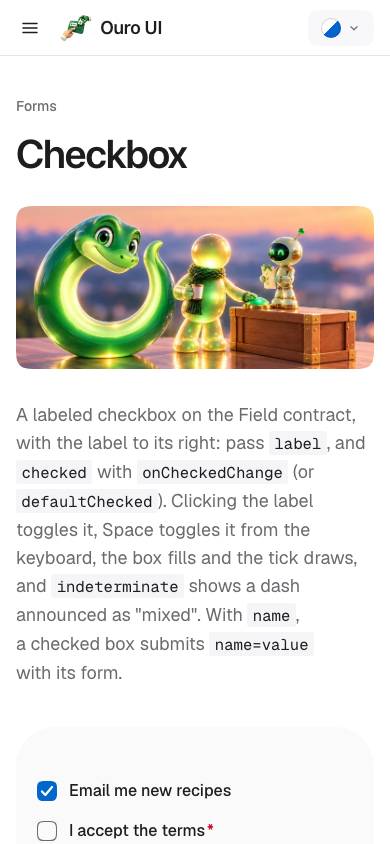 Ouro UI
Forms
Checkbox
A labeled checkbox on the Field contract,
with the label to its right: pass label, and
checked with onCheckedChange (or
defaultChecked). Clicking the label
toggles it, Space toggles it from the
keyboard, the box fills and the tick draws,
and indeterminate shows a dash
announced as "mixed". With name,
a checked box submits name=value
with its form.
Email me new recipes
I accept the terms*